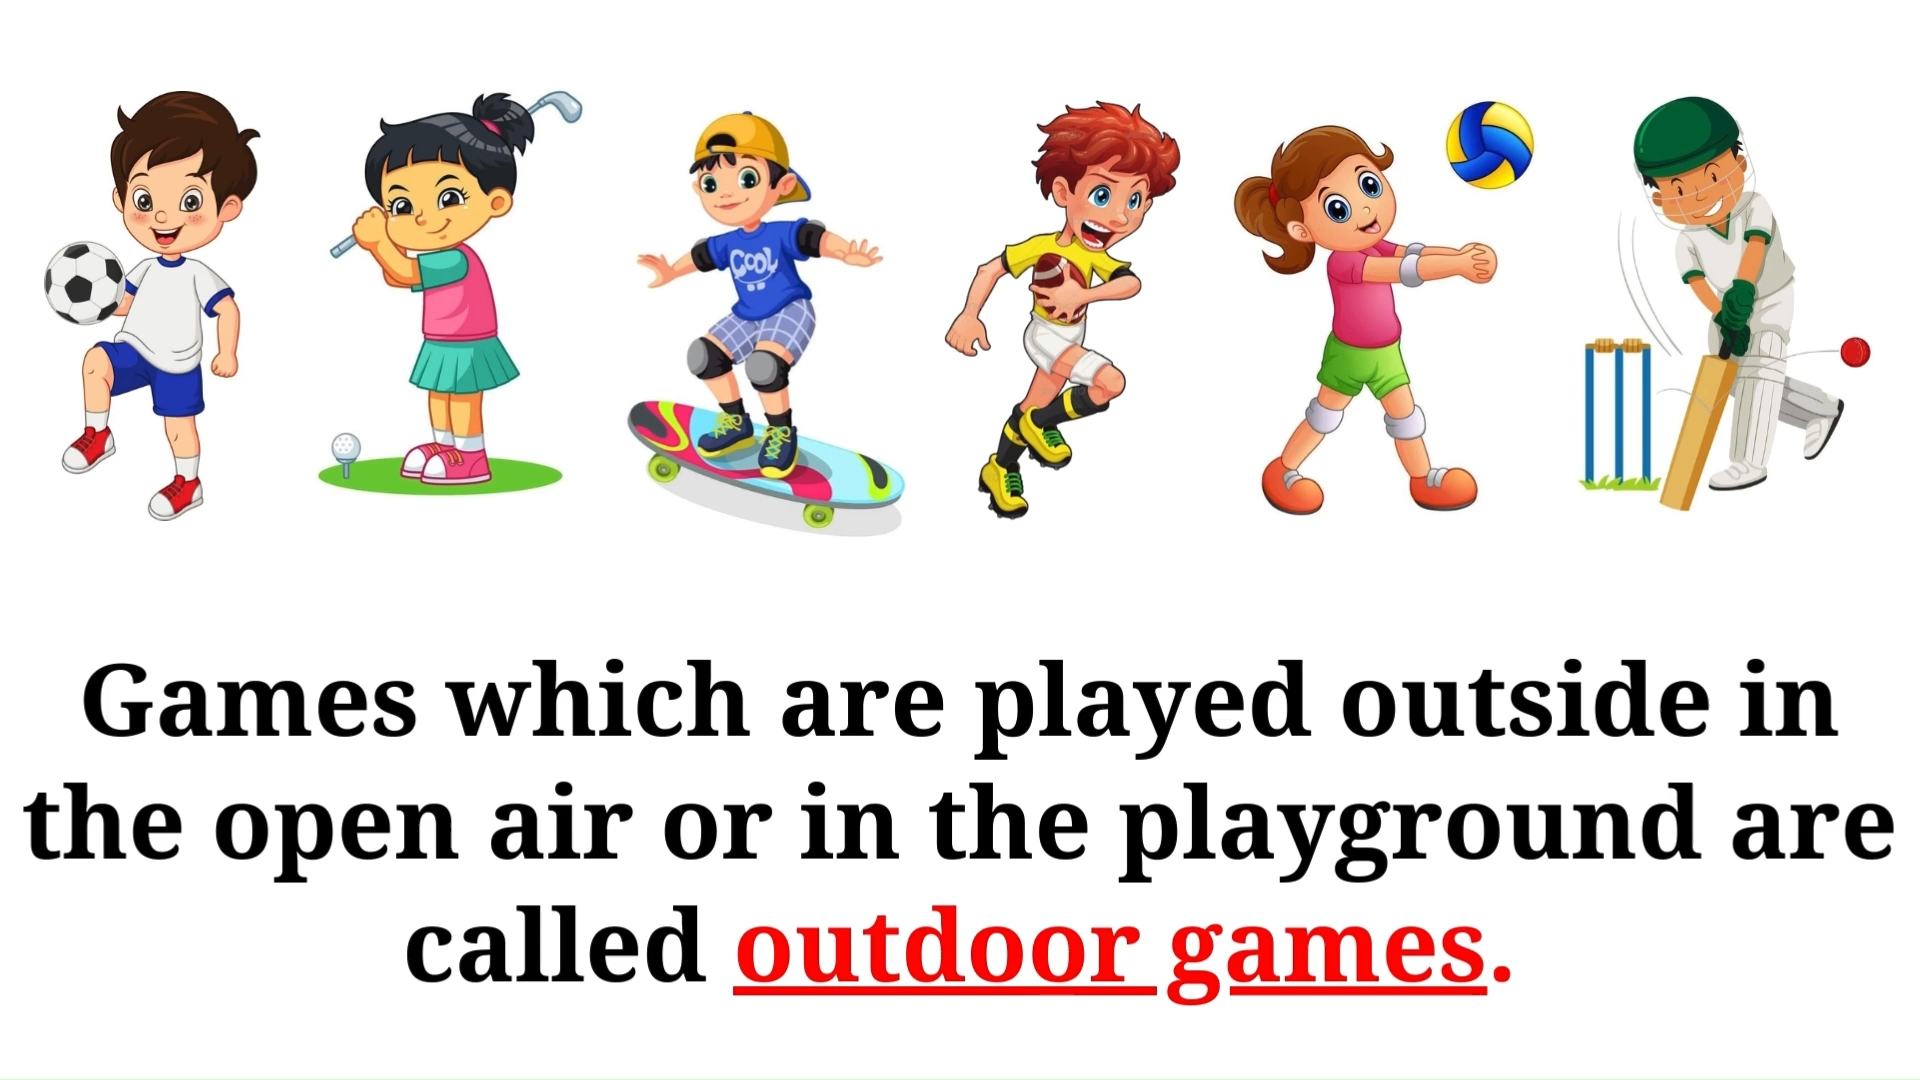 COOL
Games which are played outside in
the open air or in the playground are
called outdoor games.